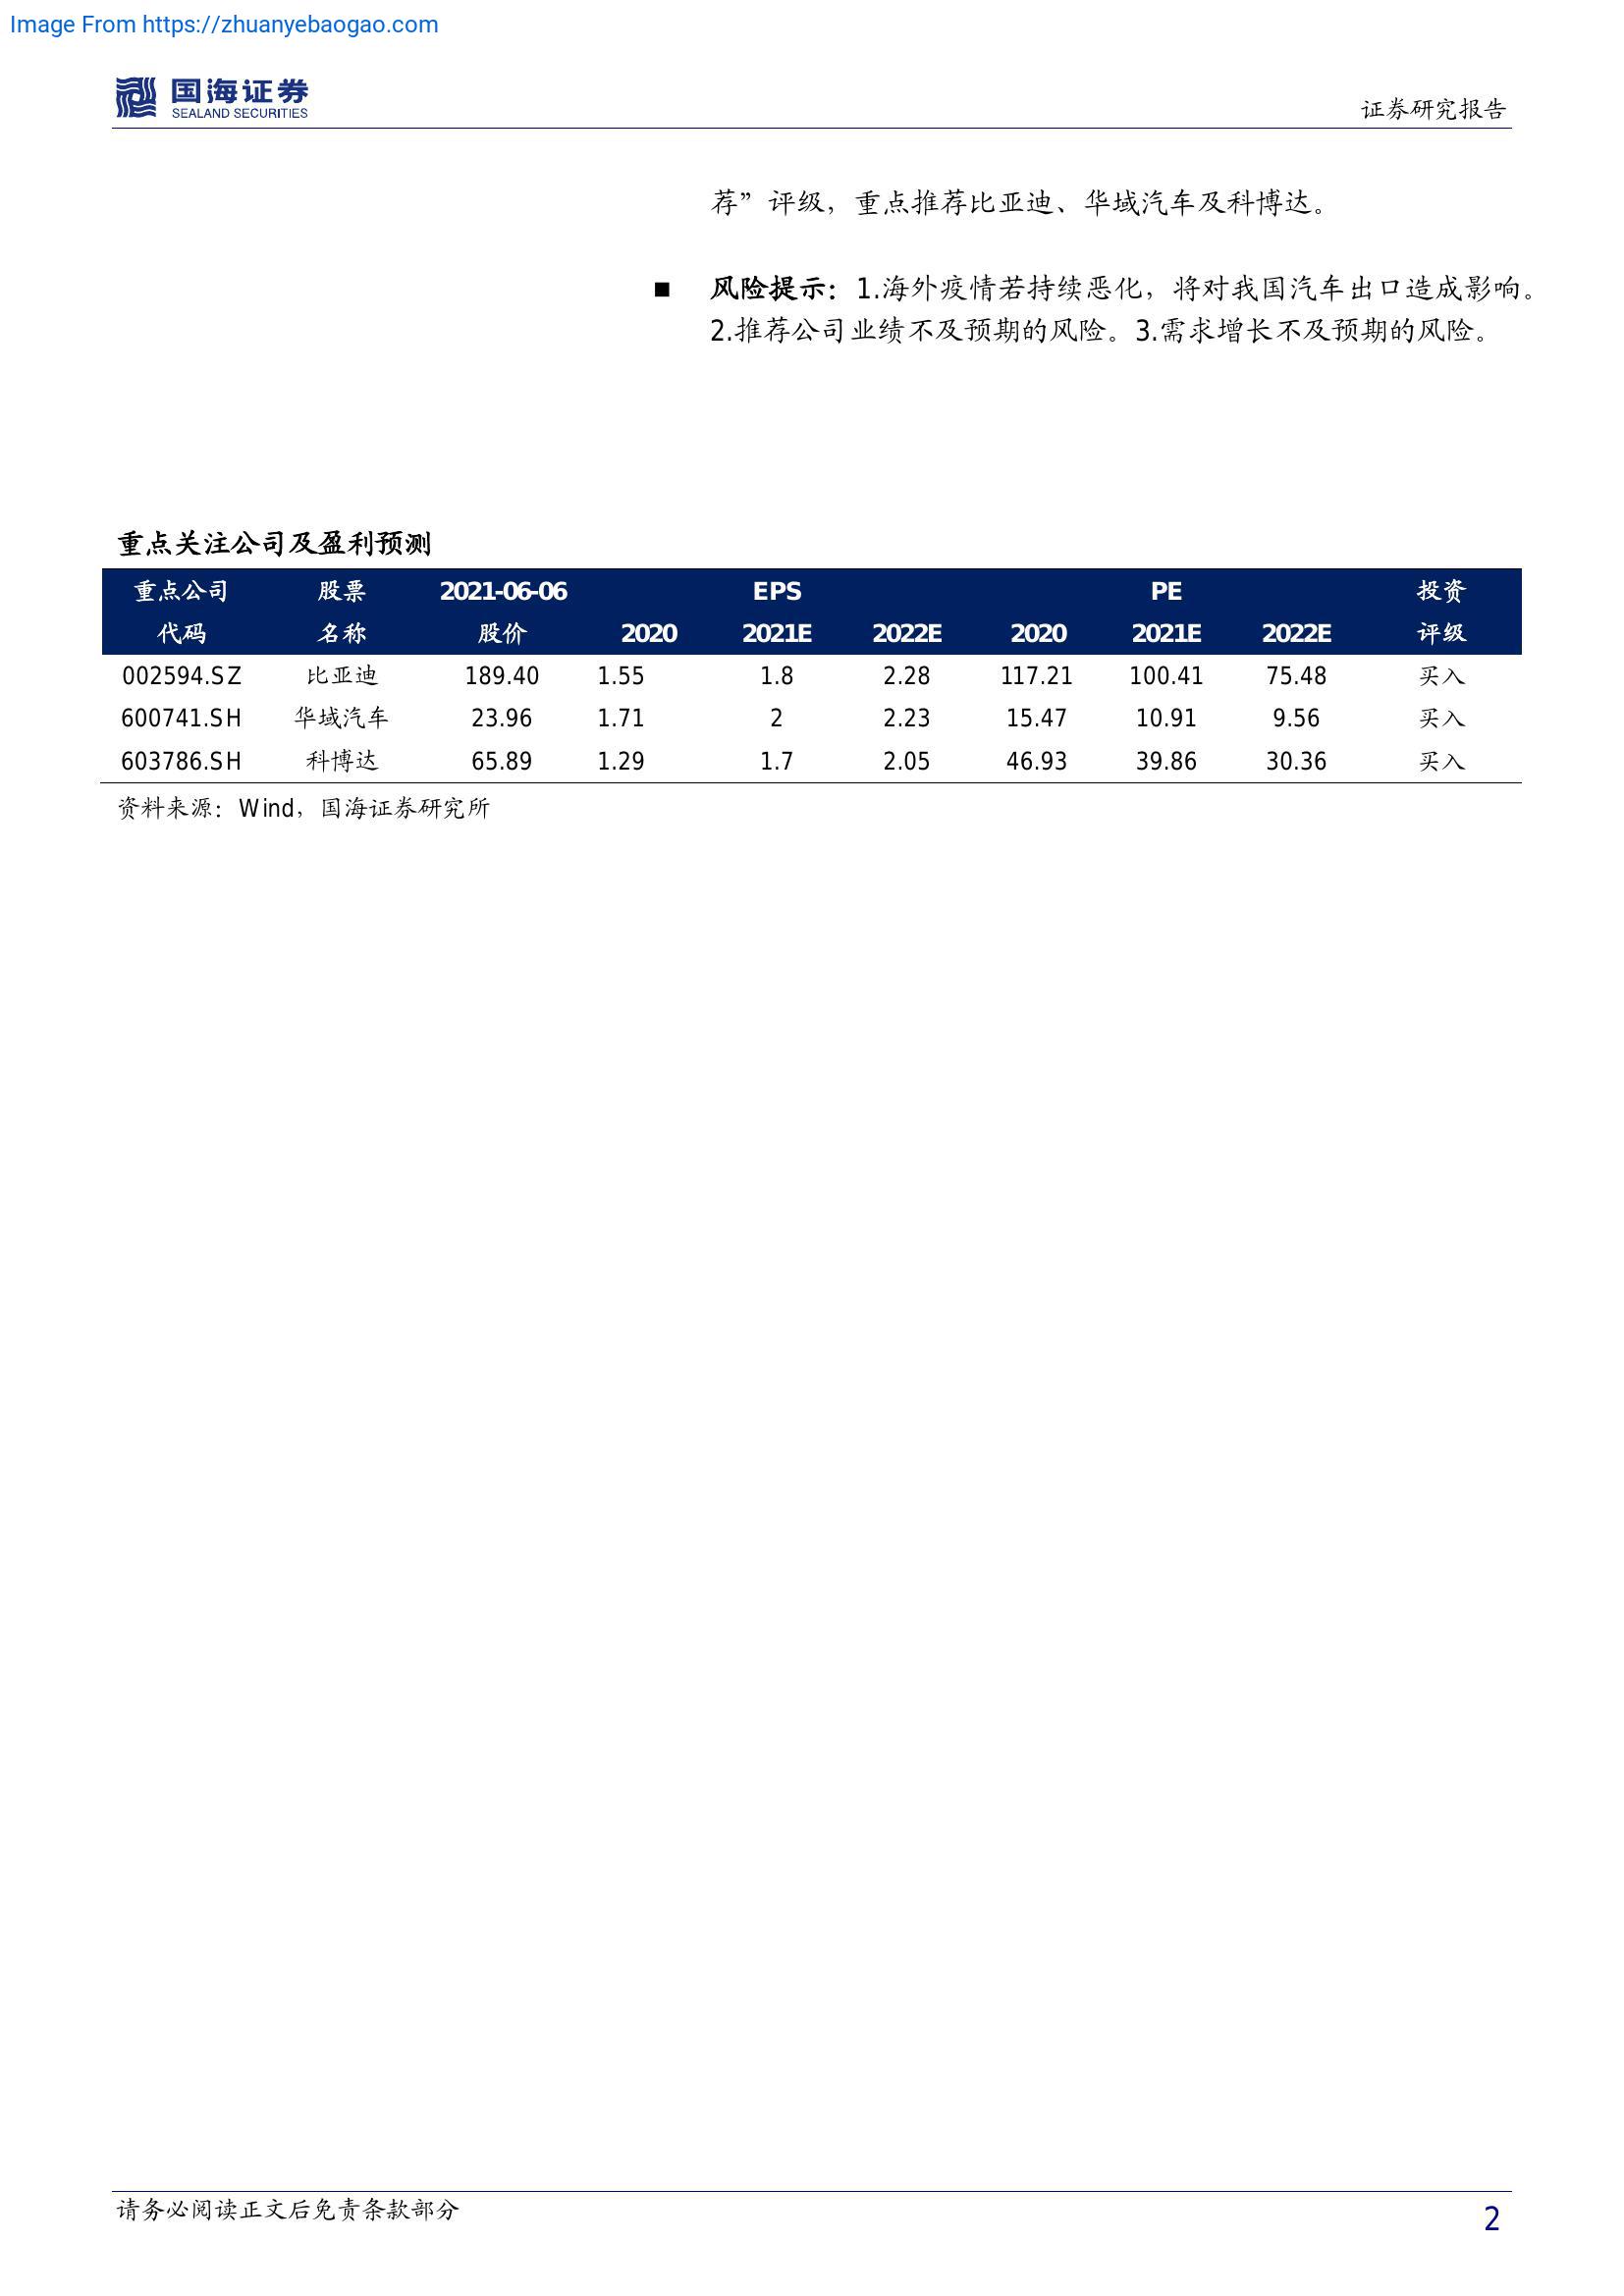 Image From https://zhuanyebaogao.com
国海证券
SEALAND SECURITIES
证券研究报告
荐”评级，重点推荐比亚迪、华域汽车及科博达。
■ 风险提示：1.海外疫情若持续恶化，将对我国汽车出口造成影响。
2.推荐公司业绩不及预期的风险。3.需求增长不及预期的风险。
重点关注公司及盈利预测
重点公司 股票 2021-06-06 EPS PE 投资
代码 名称 股价 2020 2021E 2022E 2020 2021E 2022E 评级
002594.SZ 比亚迪 189.40 1.55 1.8 2.28 117.21 100.41 75.48 买入
600741.SH 华域汽车 23.96 1.71 2 2.23 15.47 10.91 9.56 买入
603786.SH 科博达 65.89 1.29 1.7 2.05 46.93 39.86 30.36 买入
资料来源：Wind，国海证券研究所
请务必阅读正文后免责条款部分
2